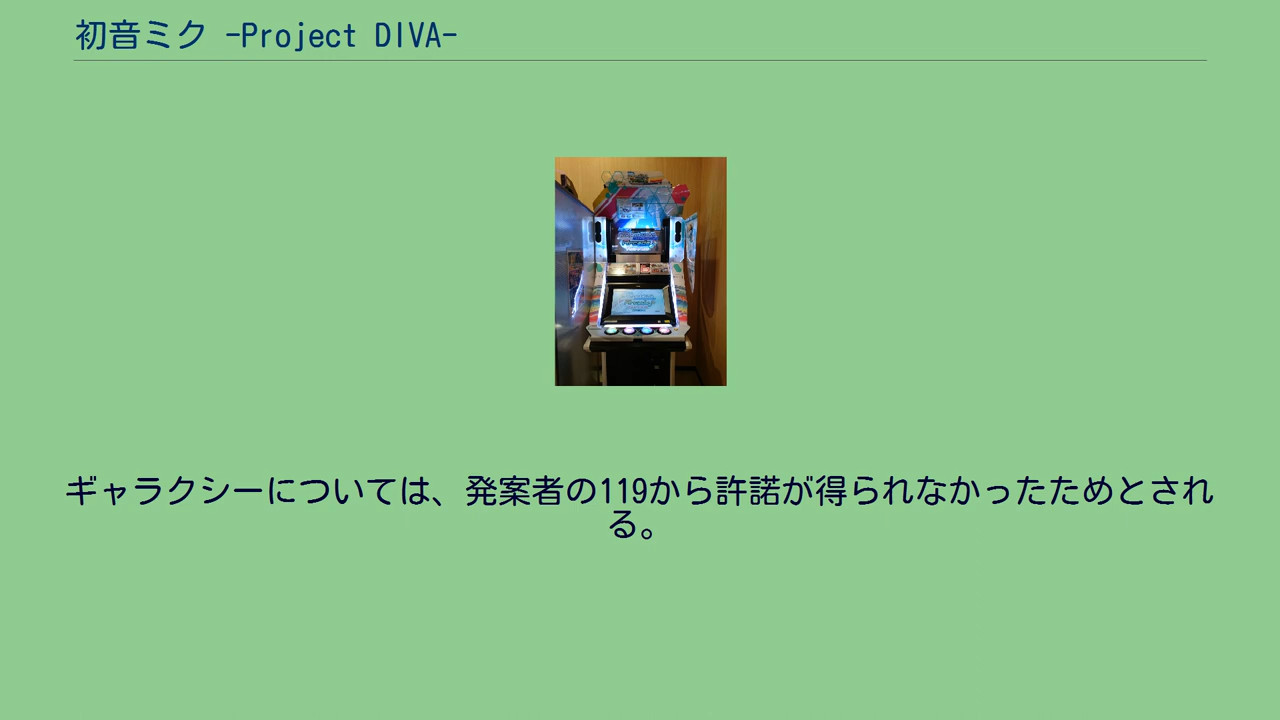 初音ミク -Project DIVA-
ギャラクシーについては、発案者の119から許諾が得られなかったためとされ
る。